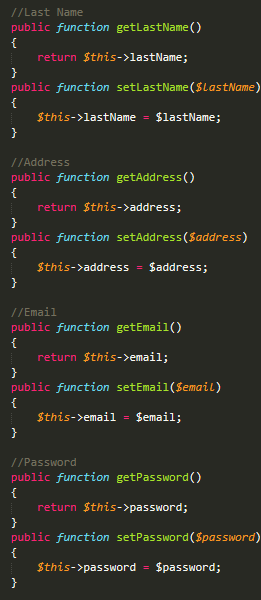 //Last Name
public function getLastName()
{
    return $this->lastName;
}
public function setLastName($lastName)
{
    $this->lastName = $lastName;
}

//Address
public function getAddress()
{
    return $this->address;
}
public function setAddress($address)
{
    $this->address = $address;
}

//Email
public function getEmail()
{
    return $this->email;
}
public function setEmail($email)
{
    $this->email = $email;
}

//Password
public function getPassword()
{
    return $this->password;
}
public function setPassword($password)
{
    $this->password = $password;
}